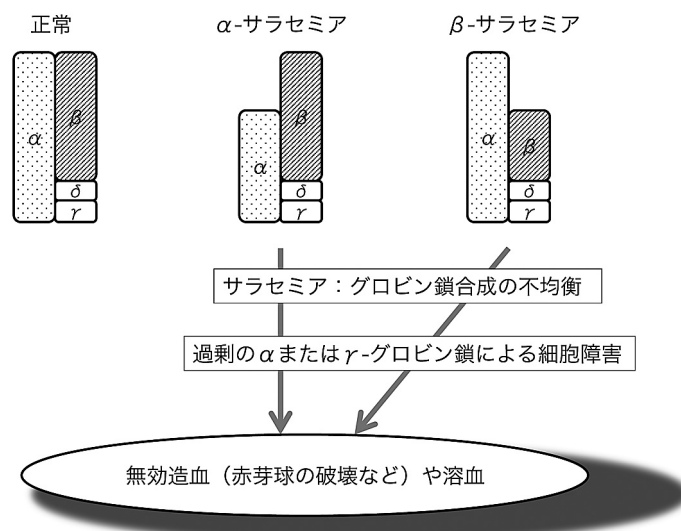 正常
α-サラセミア
β-サラセミア
α
β
δ
γ
α
β
δ
γ
α
β
δ
γ
サラセミア：グロビン鎖合成の不均衡
過剰のαまたはγ-グロビン鎖による細胞障害
無効造血（赤芽球の破壊など）や溶血